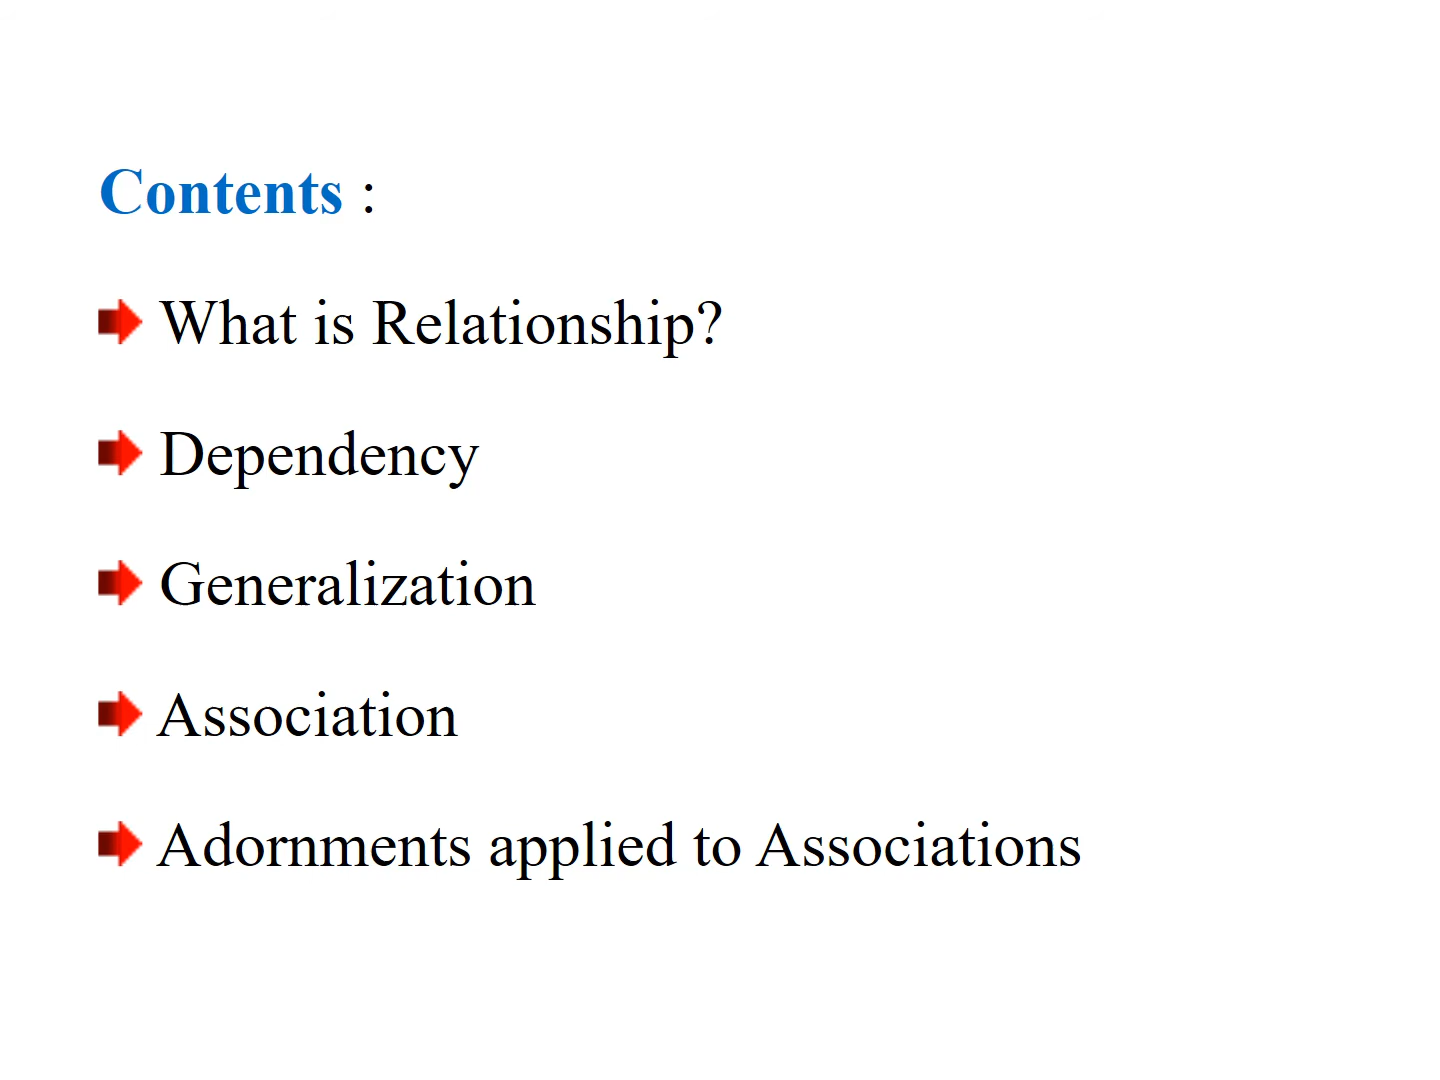 Contents :
What is Relationship?
Dependency
Generalization
Association
Adornments applied to Associations